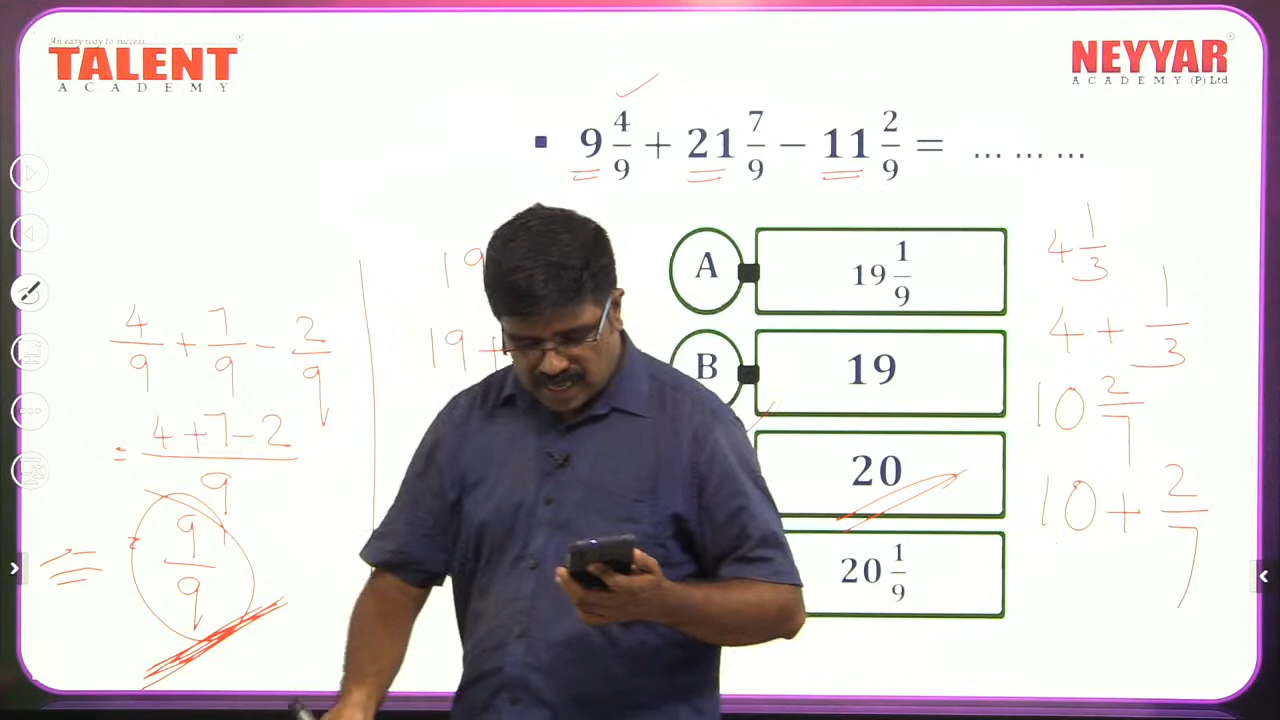 An easy way to success
TALENT
ACADEMY
NEYYAR
ACADEMY (P) Ltd
9 4/9 + 21 7/9 − 11 2/9 = ... ... ...
A 19 1/9
B 19
20
20 1/9
4/9 + 7/9 − 2/9
= 4+7−2/9
= 9/9
19
19+
4 1/3
4 + 1/3
10 2/7
10 + 2/7